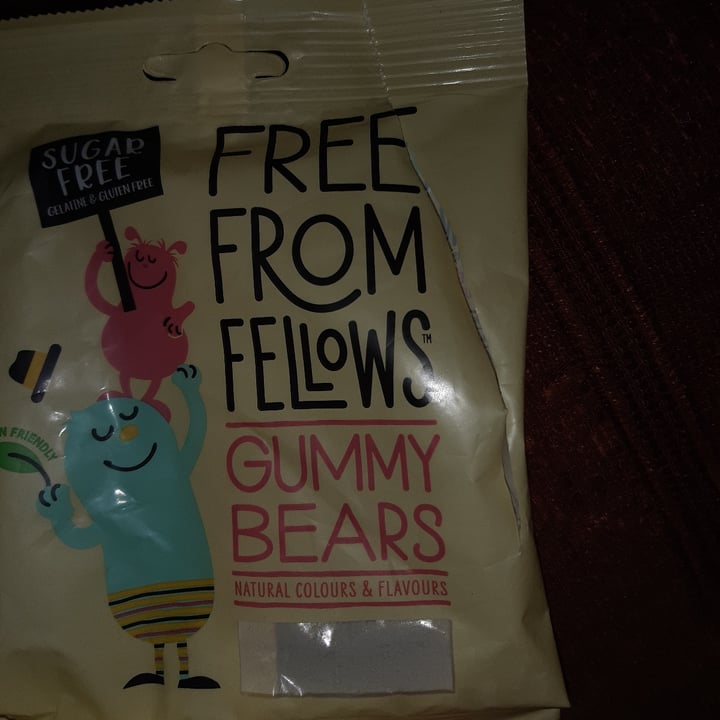 SUGAR
FREE
GELATINE & GLUTEN FREE
FREE
FROM
FELLOWS™
GUMMY
BEARS
NATURAL COLOURS & FLAVOURS
FRIENDLY